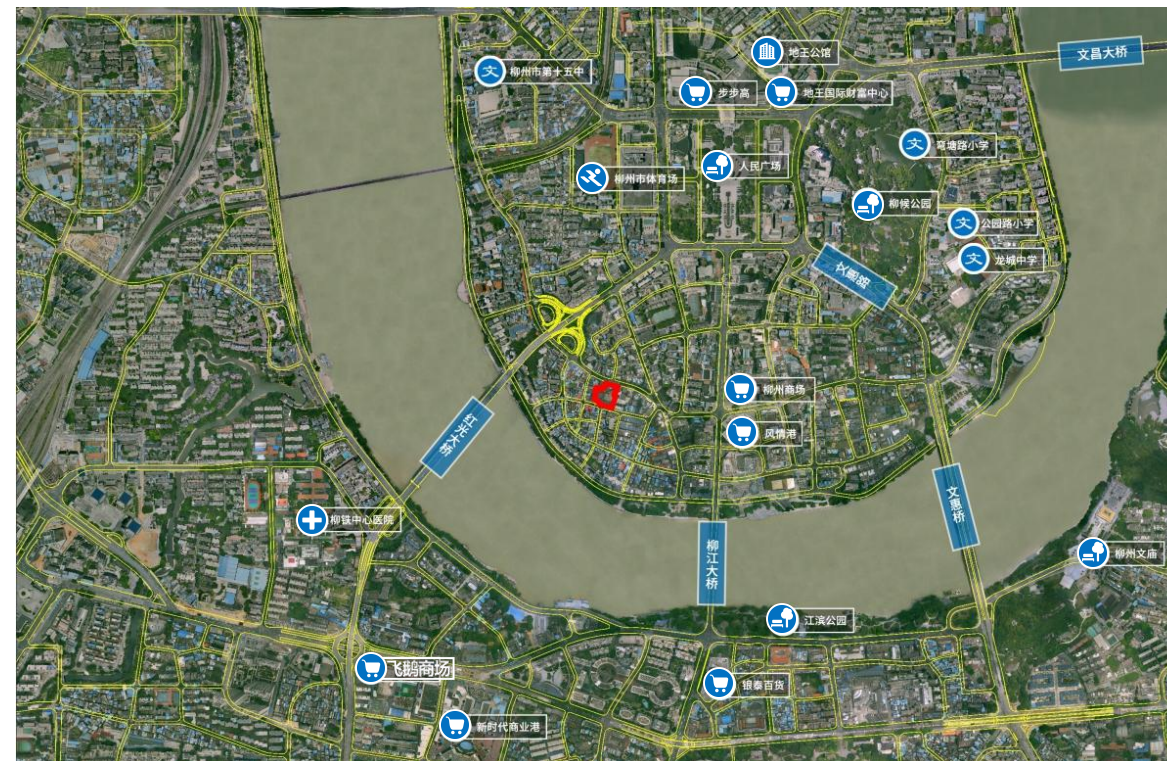 地王公馆
文昌大桥
柳州市第十五中
步步高
地王国际财富中心
弯塘路小学
人民广场
柳州市体育场
柳候公园
公园路小学
龙城中学
柳州商场
风情港
红光大桥
文惠桥
柳铁中心医院
柳江大桥
柳州文庙
江滨公园
飞鹅商场
银泰百货
新时代商业港